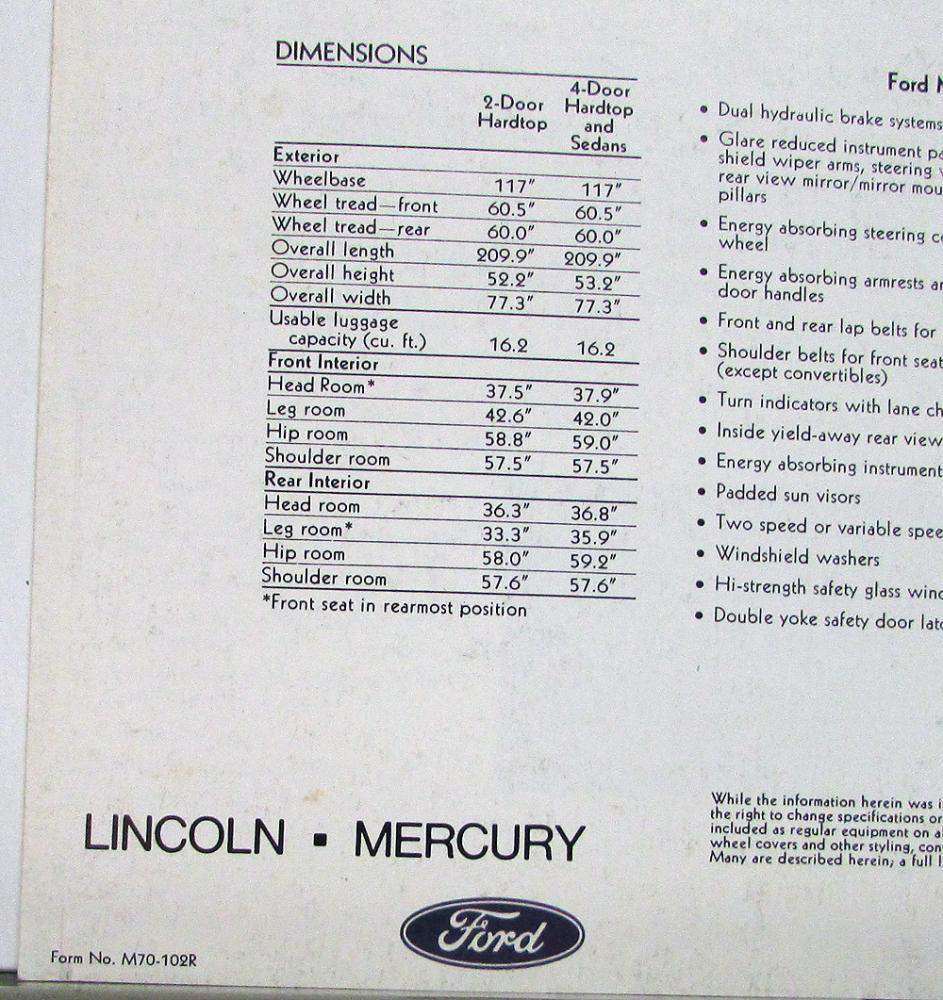 DIMENSIONS
2-Door Hardtop
4-Door Hardtop and Sedans
Exterior
Wheelbase 117" 117"
Wheel tread—front 60.5" 60.5"
Wheel tread—rear 60.0" 60.0"
Overall length 209.9" 209.9"
Overall height 52.2" 53.2"
Overall width 77.3" 77.3"
Usable luggage
capacity (cu. ft.) 16.2 16.2
Front Interior
Head Room* 37.5" 37.9"
Leg room 42.6" 42.0"
Hip room 58.8" 59.0"
Shoulder room 57.5" 57.5"
Rear Interior
Head room 36.3" 36.8"
Leg room* 33.3" 35.9"
Hip room 58.0" 59.2"
Shoulder room 57.6" 57.6"
*Front seat in rearmost position
Ford
• Dual hydraulic brake systems
• Glare reduced instrument
shield wiper arms, steering
rear view mirror/mirror
pillars
• Energy absorbing steering
wheel
• Energy absorbing armrests
door handles
• Front and rear lap belts for
• Shoulder belts for front seat
(except convertibles)
• Turn indicators with lane
• Inside yield-away rear view
• Energy absorbing instrument
• Padded sun visors
• Two speed or variable
• Windshield washers
• Hi-strength safety glass
• Double yoke safety door
While the information herein was
the right to change specifications or
included as regular equipment on
wheel covers and other styling,
Many are described herein; a full
LINCOLN ▪ MERCURY
Ford
Form No. M70-102R